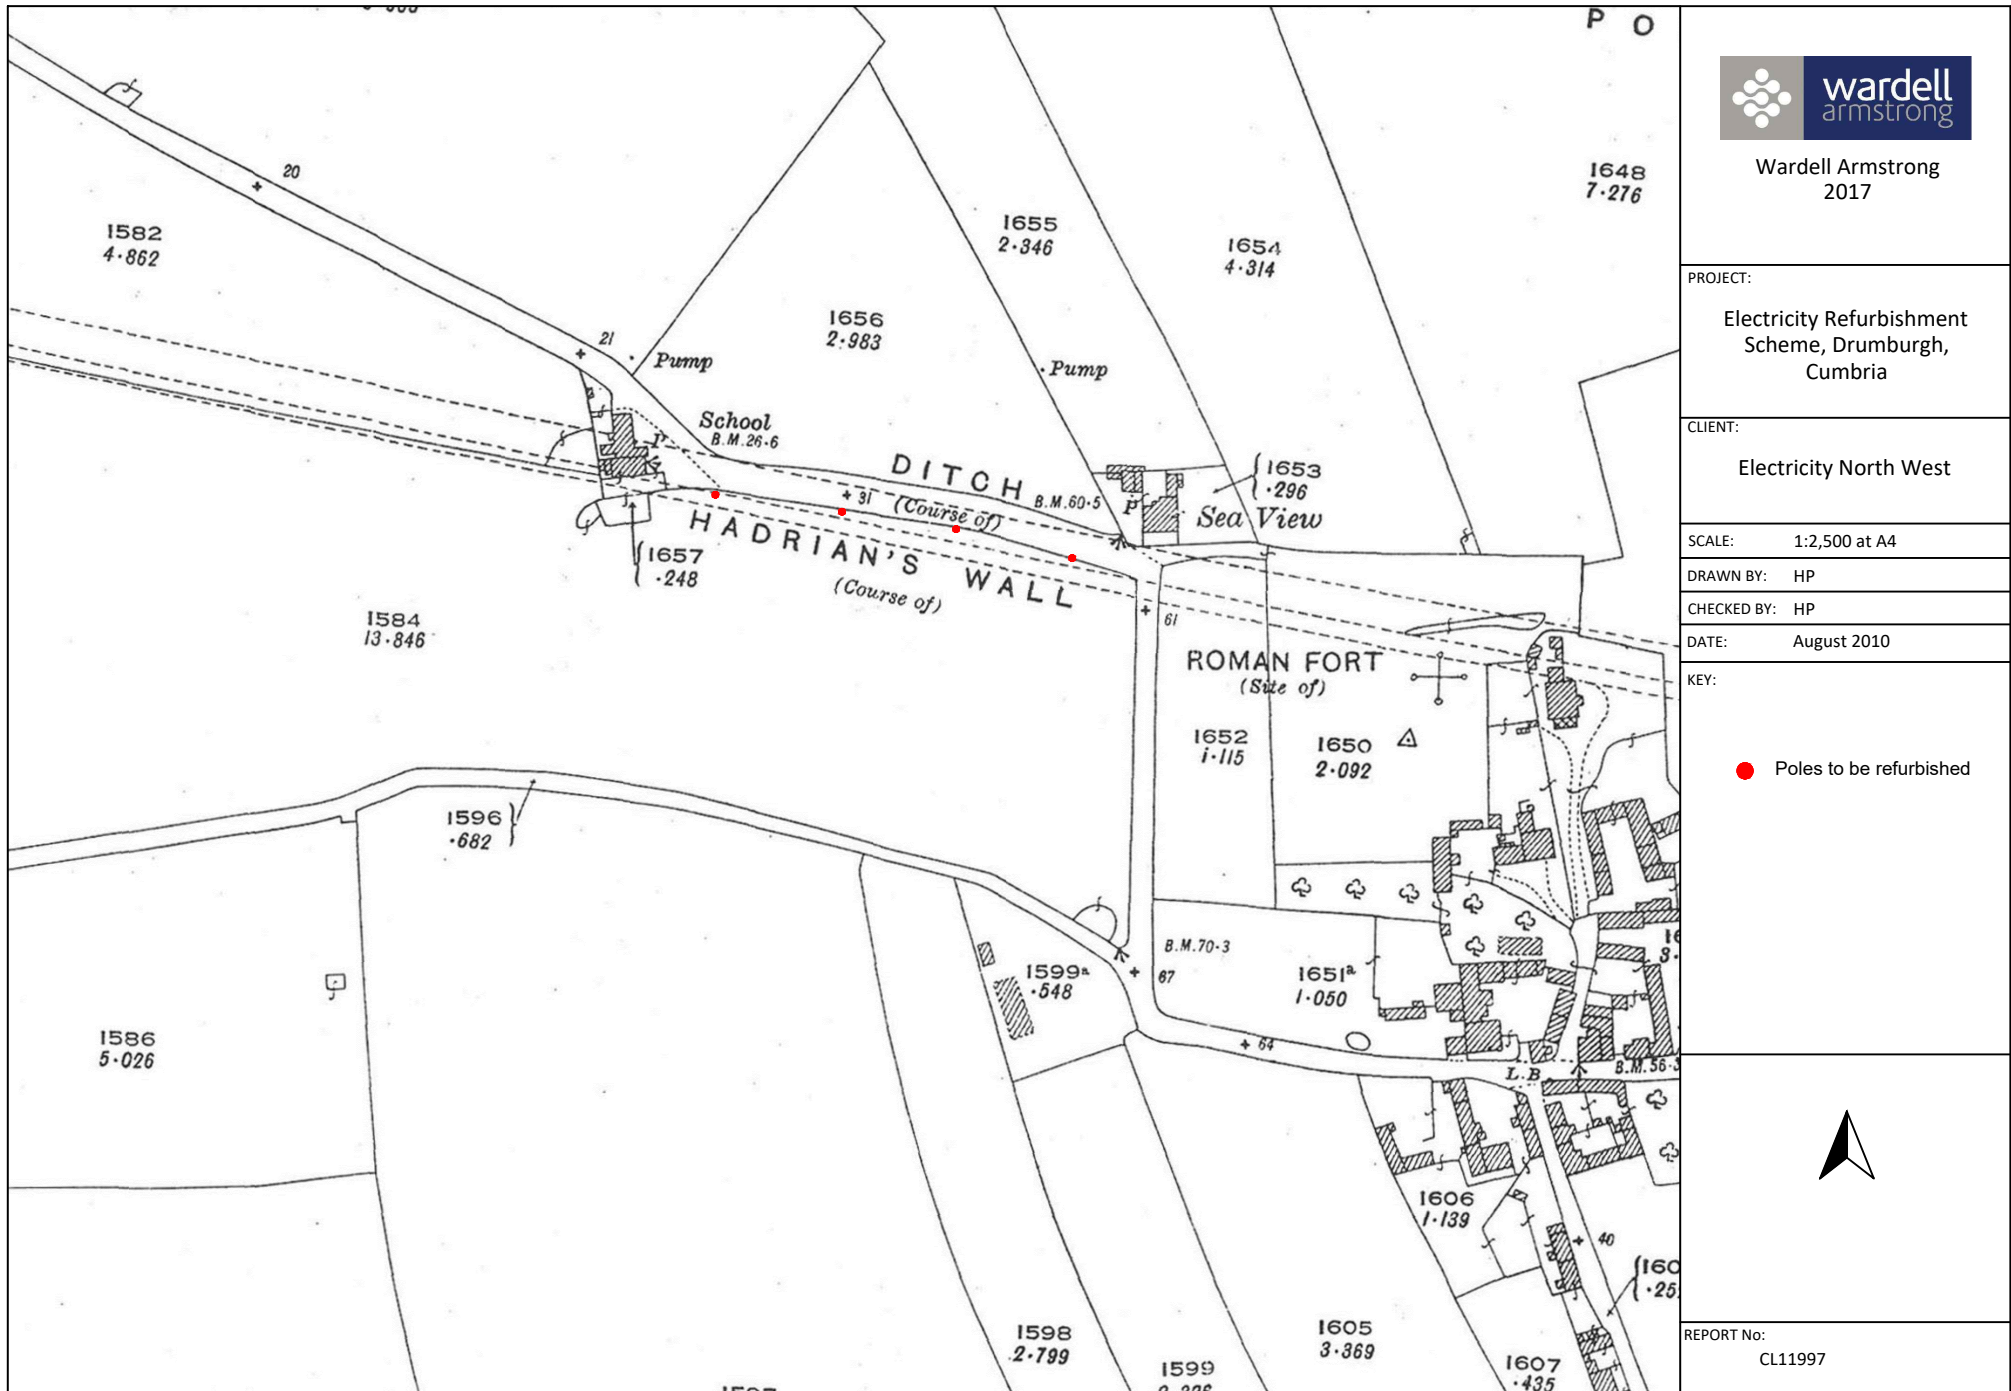 P O
20
1582
4·862
21
Pump
1656
2·983
1655
2·346
1654
4·314
1648
7·276
Pump
School
B.M.26·6
P
DITCH
(Course of)
31
B.M.60·5
P
1653
·296
Sea View
HADRIAN'S WALL
(Course of)
1657
·248
1584
13·846
61
ROMAN FORT
(Site of)
1652
1·115
1650
2·092
1596
·682
B.M.70·3
67
1599a
·548
1651a
1·050
64
L.B
1586
5·026
1606
1·139
40
1598
2·799
1599
1605
3·369
1607
·435
wardell
armstrong
Wardell Armstrong
2017
PROJECT:
Electricity Refurbishment
Scheme, Drumburgh,
Cumbria
CLIENT:
Electricity North West
SCALE: 1:2,500 at A4
DRAWN BY: HP
CHECKED BY: HP
DATE: August 2010
KEY:
Poles to be refurbished
REPORT No:
CL11997